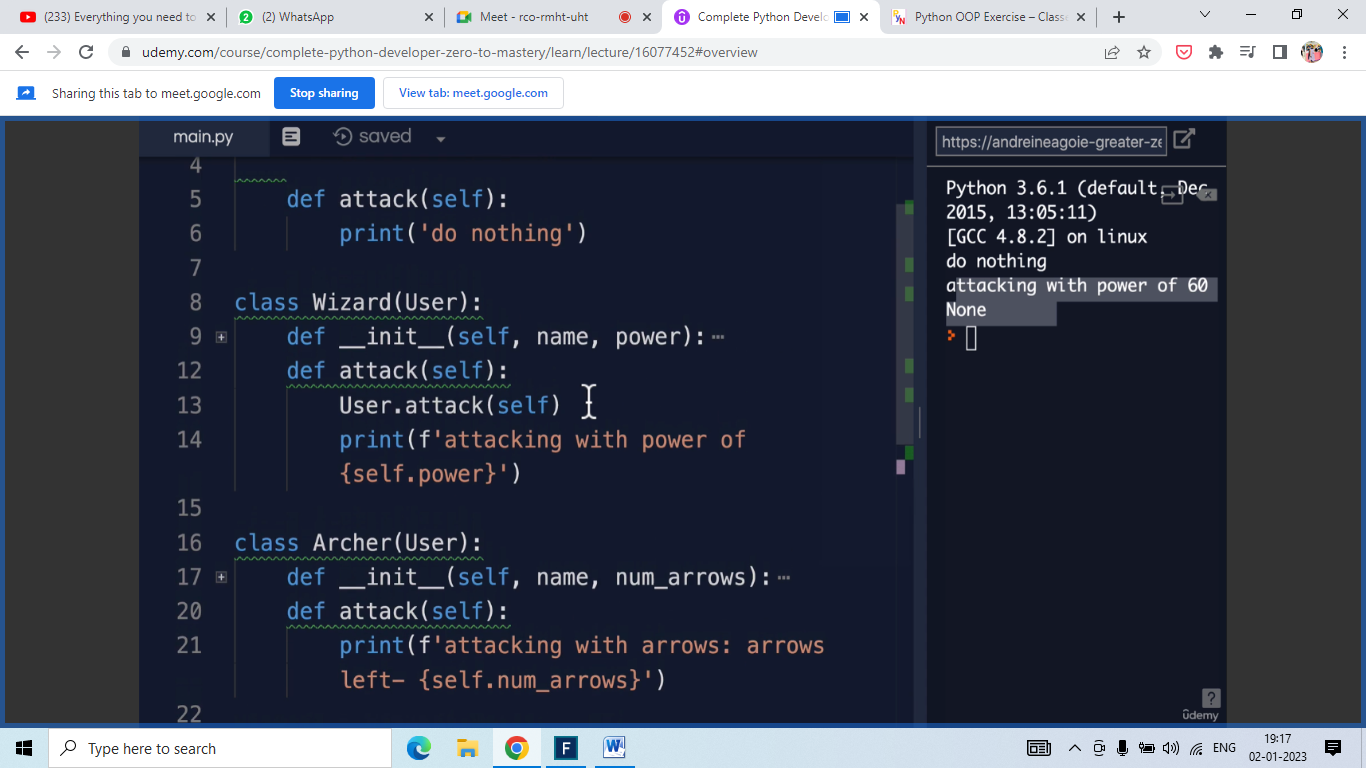 (233) Everything you need to
(2) WhatsApp
Meet - rco-rmht-uht
Complete Python Develo
Python OOP Exercise – Classe
udemy.com/course/complete-python-developer-zero-to-mastery/learn/lecture/16077452#overview
Sharing this tab to meet.google.com
Stop sharing
View tab: meet.google.com
main.py
saved
https://andreineagoie-greater-ze
4
5 def attack(self):
6 print('do nothing')
7
8 class Wizard(User):
9 def __init__(self, name, power):
12 def attack(self):
13 User.attack(self)
14 print(f'attacking with power of
{self.power}')
15
16 class Archer(User):
17 def __init__(self, name, num_arrows):
20 def attack(self):
21 print(f'attacking with arrows: arrows
left- {self.num_arrows}')
22
Python 3.6.1 (default, Dec
2015, 13:05:11)
[GCC 4.8.2] on linux
do nothing
attacking with power of 60
None
ûdemy
Type here to search
F
W
ENG
19:17
02-01-2023